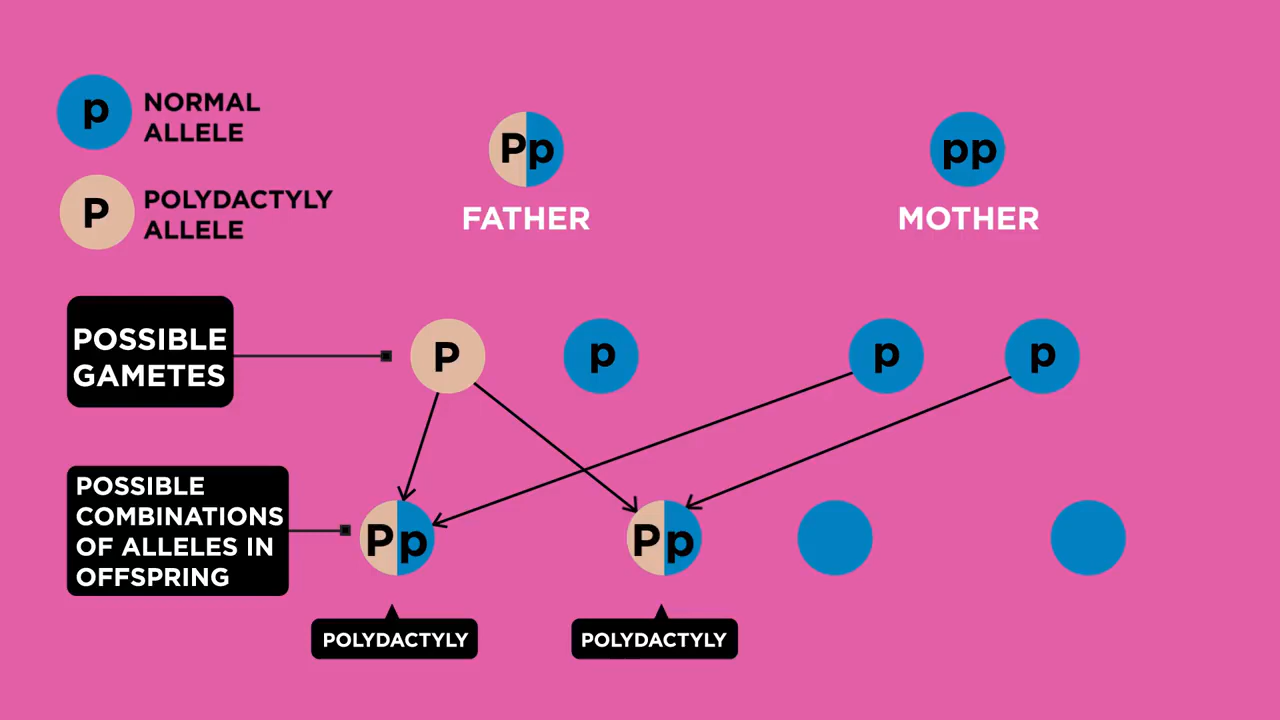 p
NORMAL
ALLELE
P
POLYDACTYLY
ALLELE
Pp
FATHER
pp
MOTHER
POSSIBLE
GAMETES
P
p
p
p
POSSIBLE
COMBINATIONS
OF ALLELES IN
OFFSPRING
Pp
Pp
POLYDACTYLY
POLYDACTYLY